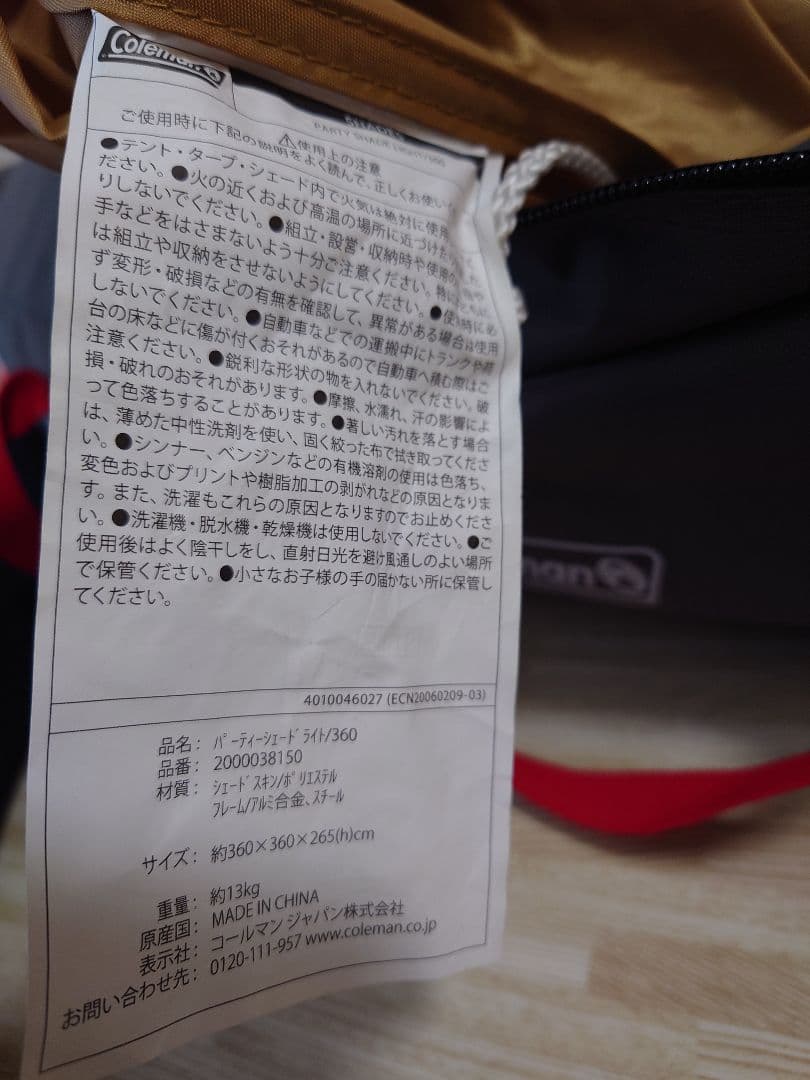 Coleman
SHADES
PARTY SHADE LIGHT/360
⚠使用上の注意
ご使用時に下記の説明をよく読んで、正しくお使いく
●テント・タープ・シェード内で火気は絶対に使用
ださい。●火の近くおよび高温の場所に近づけた
りしないでください。●組立・設営・収納時や使用
手などをはさまないよう十分ご注意ください。特に
は組立や収納をさせないようにしてください。●使用時に必
ず変形・破損などの有無を確認して、異常がある場合は使用
しないでください。●自動車などでの運搬中にトランクや荷
台の床などに傷が付くおそれがあるので自動車へ積む際はご
注意ください。●鋭利な形状の物を入れないでください。破
損・破れのおそれがあります。●摩擦、水濡れ、汗の影響によ
って色落ちすることがあります。●著しい汚れを落とす場合
は、薄めた中性洗剤を使い、固く絞った布で拭き取ってくださ
い。●シンナー、ベンジンなどの有機溶剤の使用は色落ち、
変色およびプリントや樹脂加工の剥がれなどの原因となりま
す。また、洗濯もこれらの原因となりますのでお止めくださ
い。●洗濯機・脱水機・乾燥機は使用しないでください。●ご
使用後はよく陰干しをし、直射日光を避け風通しのよい場所
で保管ください。●小さなお子様の手の届かない所に保管し
てください。
4010046027 (ECN20060209-03)
品名： ﾊﾟｰﾃｨｰｼｪｰﾄﾞ ﾗｲﾄ/360
品番： 2000038150
材質： ｼｪｰﾄﾞｽｷﾝ/ﾎﾟﾘｴｽﾃﾙ
ﾌﾚｰﾑ/ｱﾙﾐ合金、ｽﾁｰﾙ
サイズ： 約360×360×265(h)cm
重量： 約13kg
原産国： MADE IN CHINA
表示社： コールマン ジャパン株式会社
お問い合わせ先： 0120-111-957 www.coleman.co.jp
man